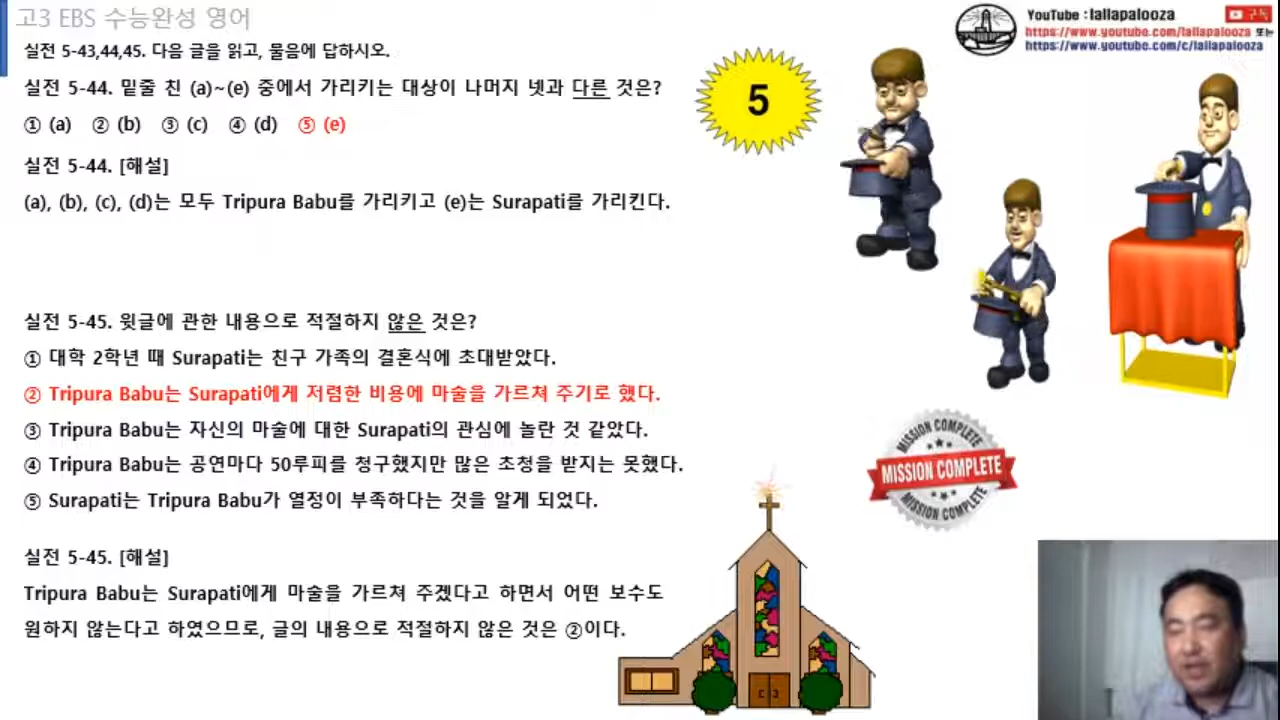 고3 EBS 수능완성 영어
YouTube : lallapalooza
구독
https://www.youtube.com/lallapalooza 또는
https://www.youtube.com/c/lallapalooza
실전 5-43,44,45. 다음 글을 읽고, 물음에 답하시오.
실전 5-44. 밑줄 친 (a)~(e) 중에서 가리키는 대상이 나머지 넷과 다른 것은?
① (a) ② (b) ③ (c) ④ (d) ⑤ (e)
5
실전 5-44. [해설]
(a), (b), (c), (d)는 모두 Tripura Babu를 가리키고 (e)는 Surapati를 가리킨다.
실전 5-45. 윗글에 관한 내용으로 적절하지 않은 것은?
① 대학 2학년 때 Surapati는 친구 가족의 결혼식에 초대받았다.
② Tripura Babu는 Surapati에게 저렴한 비용에 마술을 가르쳐 주기로 했다.
③ Tripura Babu는 자신의 마술에 대한 Surapati의 관심에 놀란 것 같았다.
④ Tripura Babu는 공연마다 50루피를 청구했지만 많은 초청을 받지는 못했다.
⑤ Surapati는 Tripura Babu가 열정이 부족하다는 것을 알게 되었다.
MISSION COMPLETE
MISSION COMPLETE
MISSION COMPLETE
실전 5-45. [해설]
Tripura Babu는 Surapati에게 마술을 가르쳐 주겠다고 하면서 어떤 보수도
원하지 않는다고 하였으므로, 글의 내용으로 적절하지 않은 것은 ②이다.